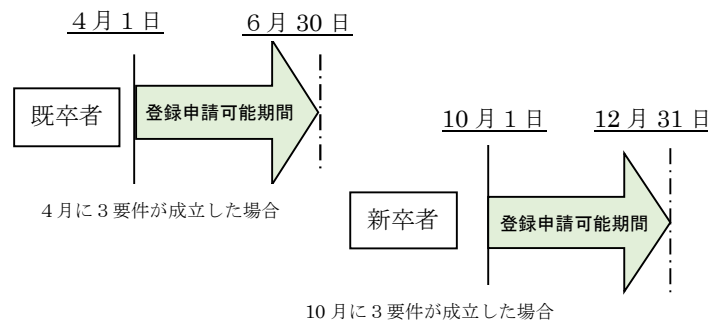 4月1日
6月30日
既卒者
登録申請可能期間
4月に3要件が成立した場合
10月1日
12月31日
新卒者
登録申請可能期間
10月に3要件が成立した場合